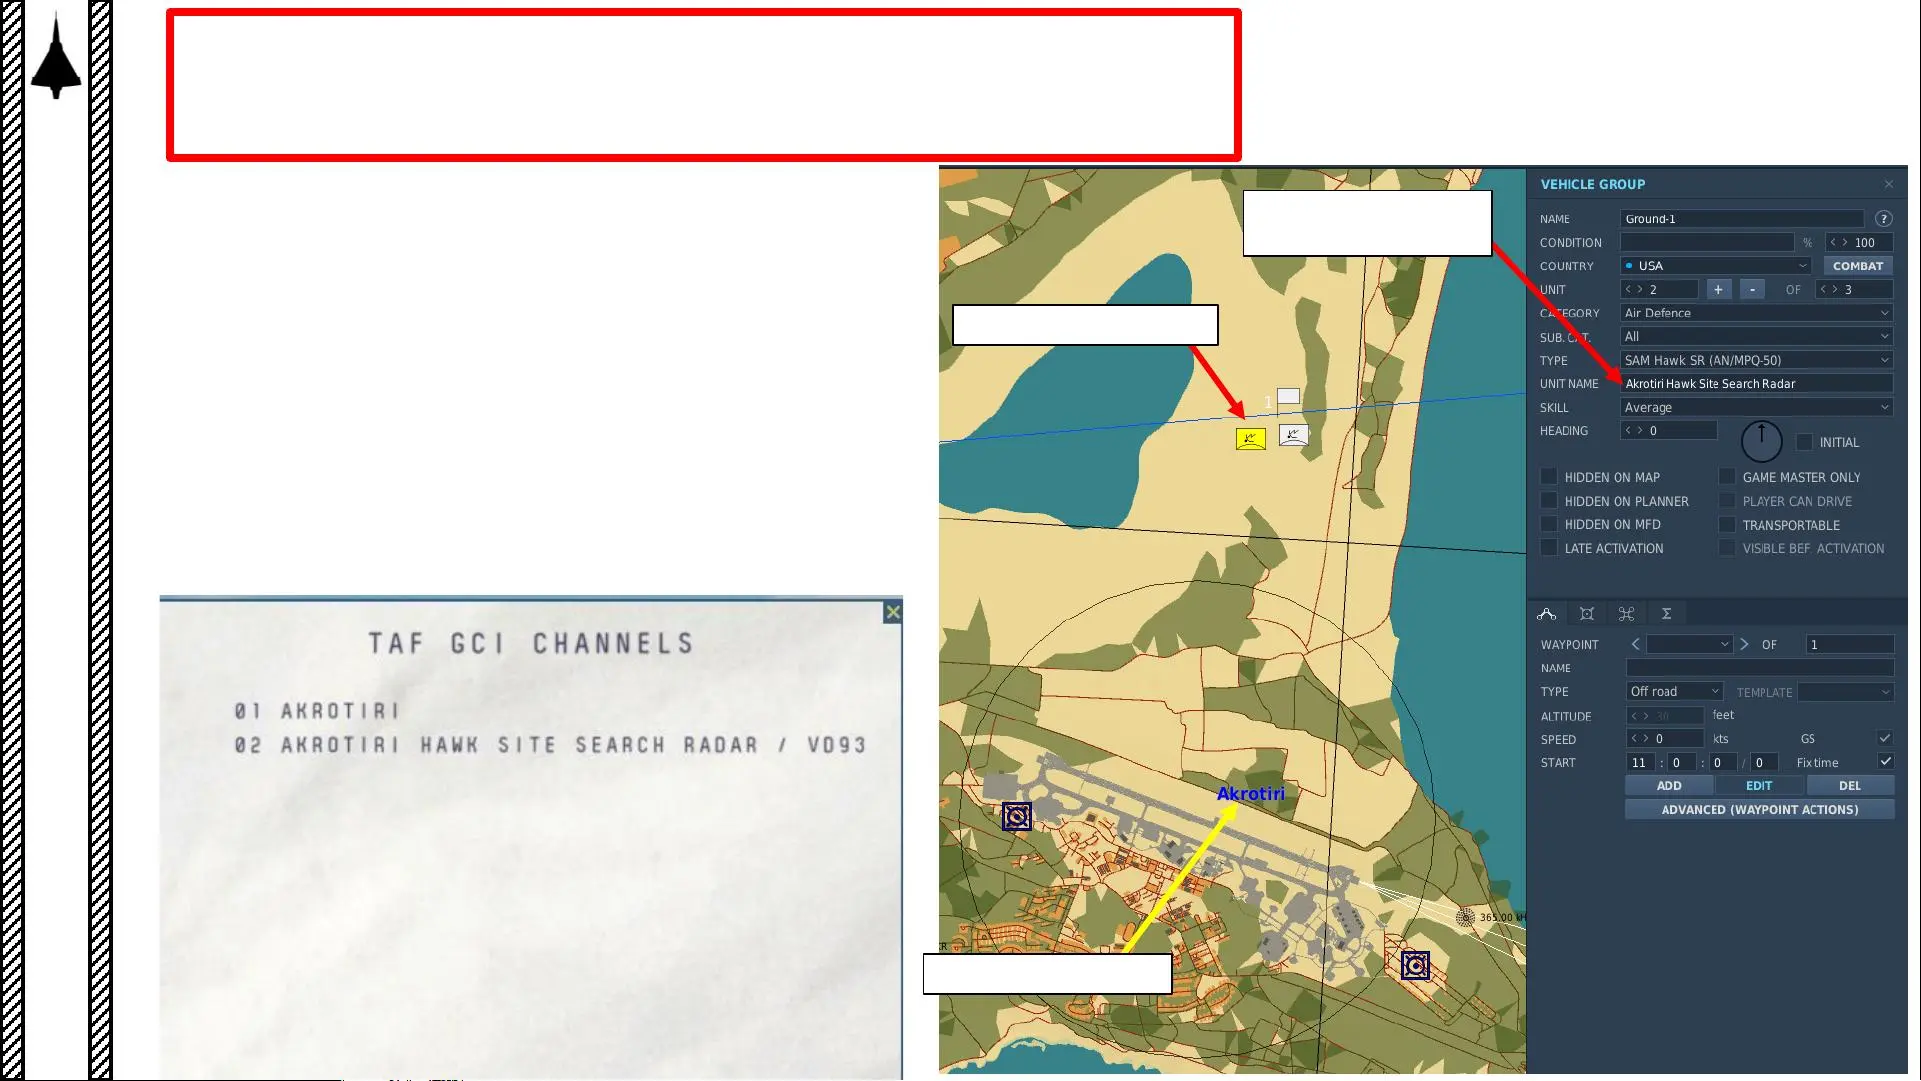 TAF GCI CHANNELS
01 AKROTIRI
02 AKROTIRI HAWK SITE SEARCH RADAR / VD93
1
Akrotiri
365.00 kH
VEHICLE GROUP
NAME Ground-1 ?
CONDITION % < > 100
COUNTRY USA COMBAT
UNIT < > 2 + - OF < > 3
CATEGORY Air Defence
SUB. CAT. All
TYPE SAM Hawk SR (AN/MPQ-50)
UNIT NAME Akrotiri Hawk Site Search Radar
SKILL Average
HEADING < > 0 INITIAL
HIDDEN ON MAP GAME MASTER ONLY
HIDDEN ON PLANNER PLAYER CAN DRIVE
HIDDEN ON MFD TRANSPORTABLE
LATE ACTIVATION VISIBLE BEF. ACTIVATION
WAYPOINT < > OF 1
NAME
TYPE Off road TEMPLATE
ALTITUDE < > 30 feet
SPEED < > 0 kts GS
START 11 : 0 : 0 / 0 Fix time
ADD EDIT DEL
ADVANCED (WAYPOINT ACTIONS)